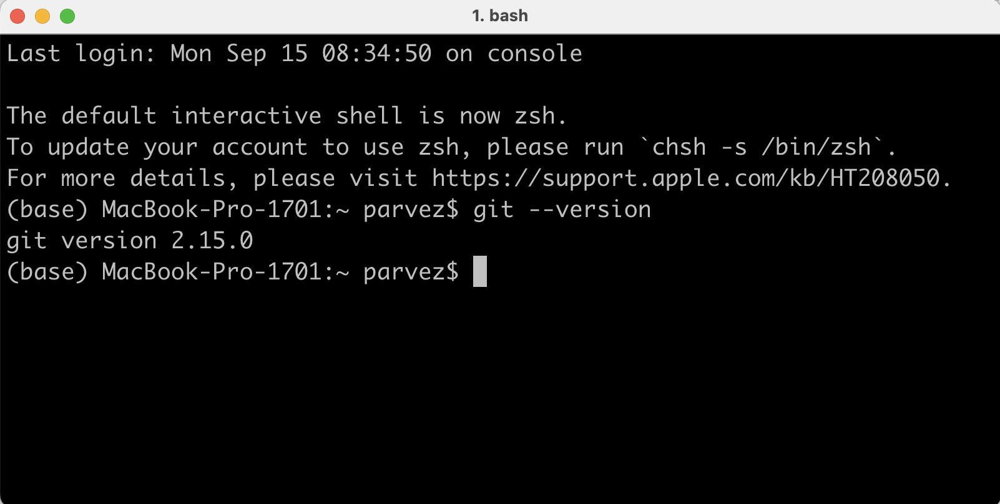 1. bash
Last login: Mon Sep 15 08:34:50 on console
The default interactive shell is now zsh.
To update your account to use zsh, please run `chsh -s /bin/zsh`.
For more details, please visit https://support.apple.com/kb/HT208050.
(base) MacBook-Pro-1701:~ parvez$ git --version
git version 2.15.0
(base) MacBook-Pro-1701:~ parvez$